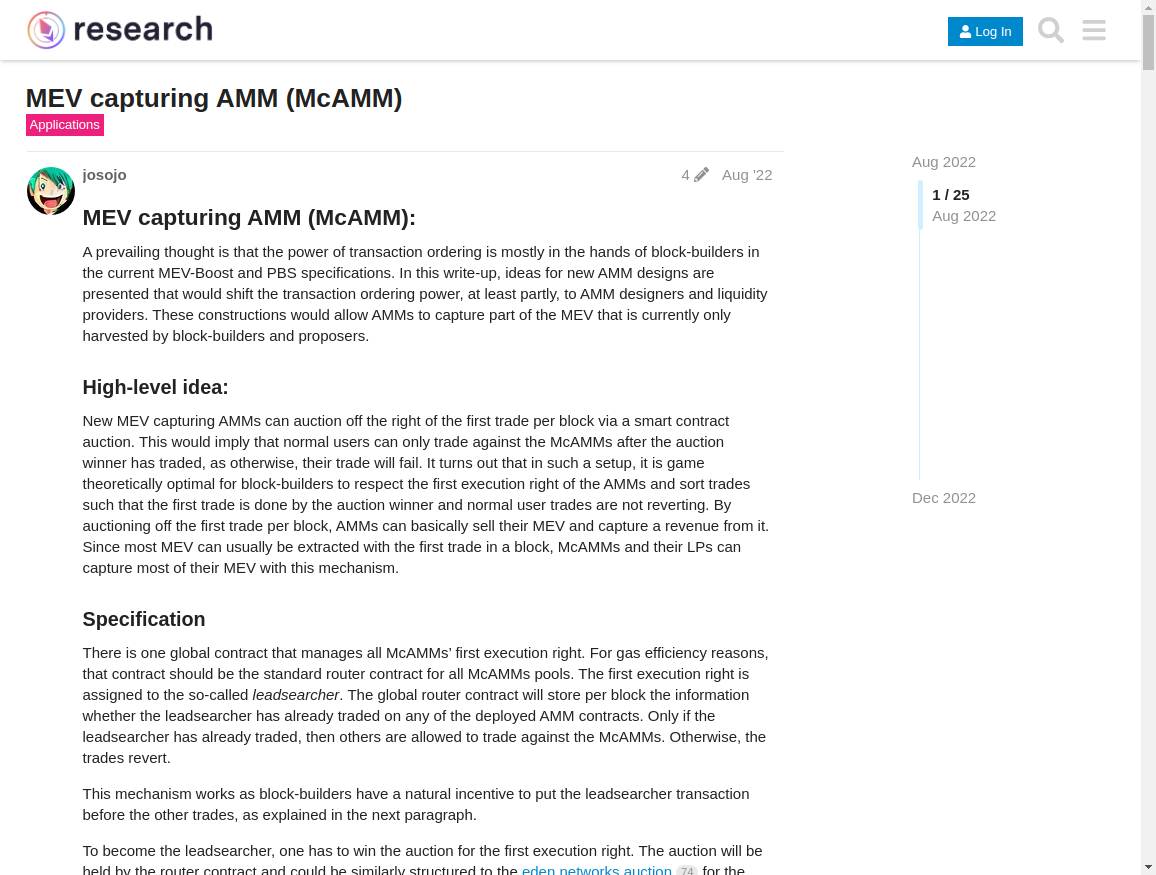 research
Log In
MEV capturing AMM (McAMM)
Applications
josojo
4
Aug '22
MEV capturing AMM (McAMM):
A prevailing thought is that the power of transaction ordering is mostly in the hands of block-builders in
the current MEV-Boost and PBS specifications. In this write-up, ideas for new AMM designs are
presented that would shift the transaction ordering power, at least partly, to AMM designers and liquidity
providers. These constructions would allow AMMs to capture part of the MEV that is currently only
harvested by block-builders and proposers.
High-level idea:
New MEV capturing AMMs can auction off the right of the first trade per block via a smart contract
auction. This would imply that normal users can only trade against the McAMMs after the auction
winner has traded, as otherwise, their trade will fail. It turns out that in such a setup, it is game
theoretically optimal for block-builders to respect the first execution right of the AMMs and sort trades
such that the first trade is done by the auction winner and normal user trades are not reverting. By
auctioning off the first trade per block, AMMs can basically sell their MEV and capture a revenue from it.
Since most MEV can usually be extracted with the first trade in a block, McAMMs and their LPs can
capture most of their MEV with this mechanism.
Specification
There is one global contract that manages all McAMMs’ first execution right. For gas efficiency reasons,
that contract should be the standard router contract for all McAMMs pools. The first execution right is
assigned to the so-called leadsearcher. The global router contract will store per block the information
whether the leadsearcher has already traded on any of the deployed AMM contracts. Only if the
leadsearcher has already traded, then others are allowed to trade against the McAMMs. Otherwise, the
trades revert.
This mechanism works as block-builders have a natural incentive to put the leadsearcher transaction
before the other trades, as explained in the next paragraph.
To become the leadsearcher, one has to win the auction for the first execution right. The auction will be
held by the router contract and could be similarly structured to the eden networks auction 74 for the
Aug 2022
1 / 25
Aug 2022
Dec 2022